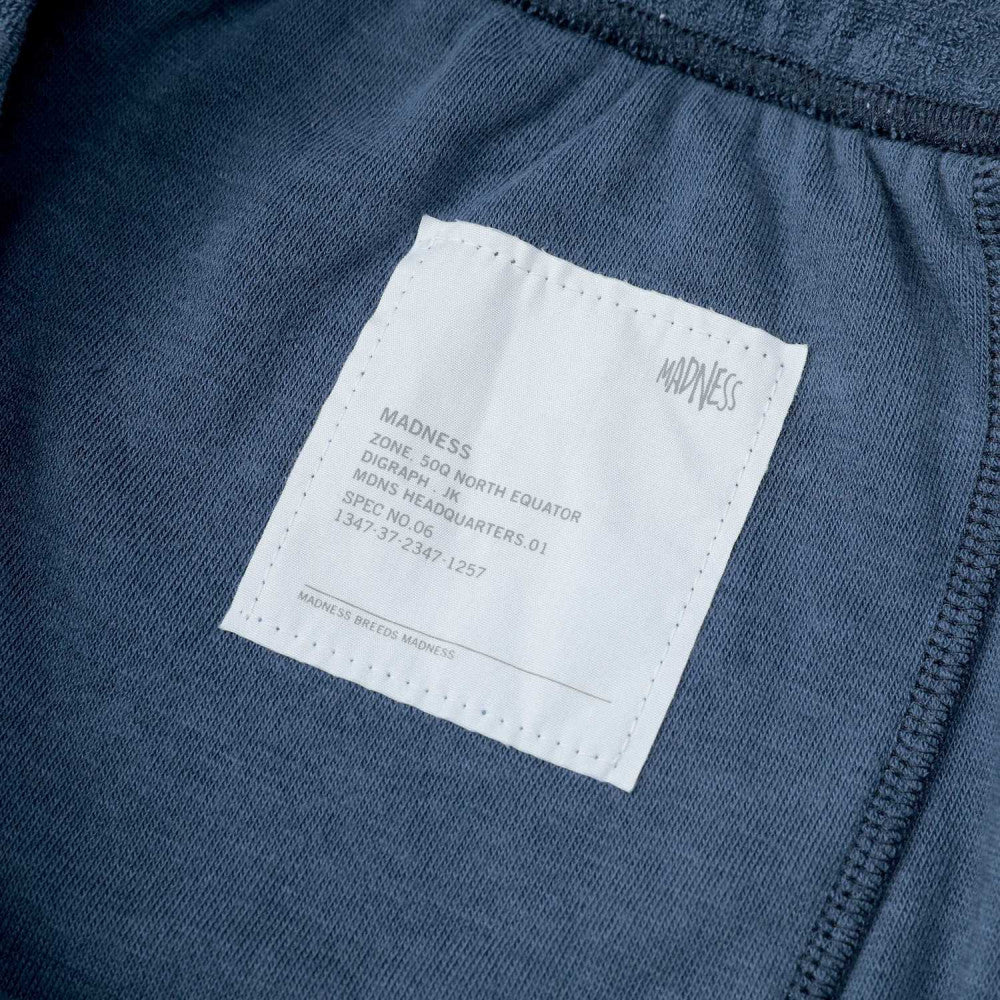 MADNESS
MADNESS
ZONE. 50Q NORTH EQUATOR
DIGRAPH . JK
MDNS HEADQUARTERS.01
SPEC NO.06
1347-37-2347-1257
MADNESS BREEDS MADNESS